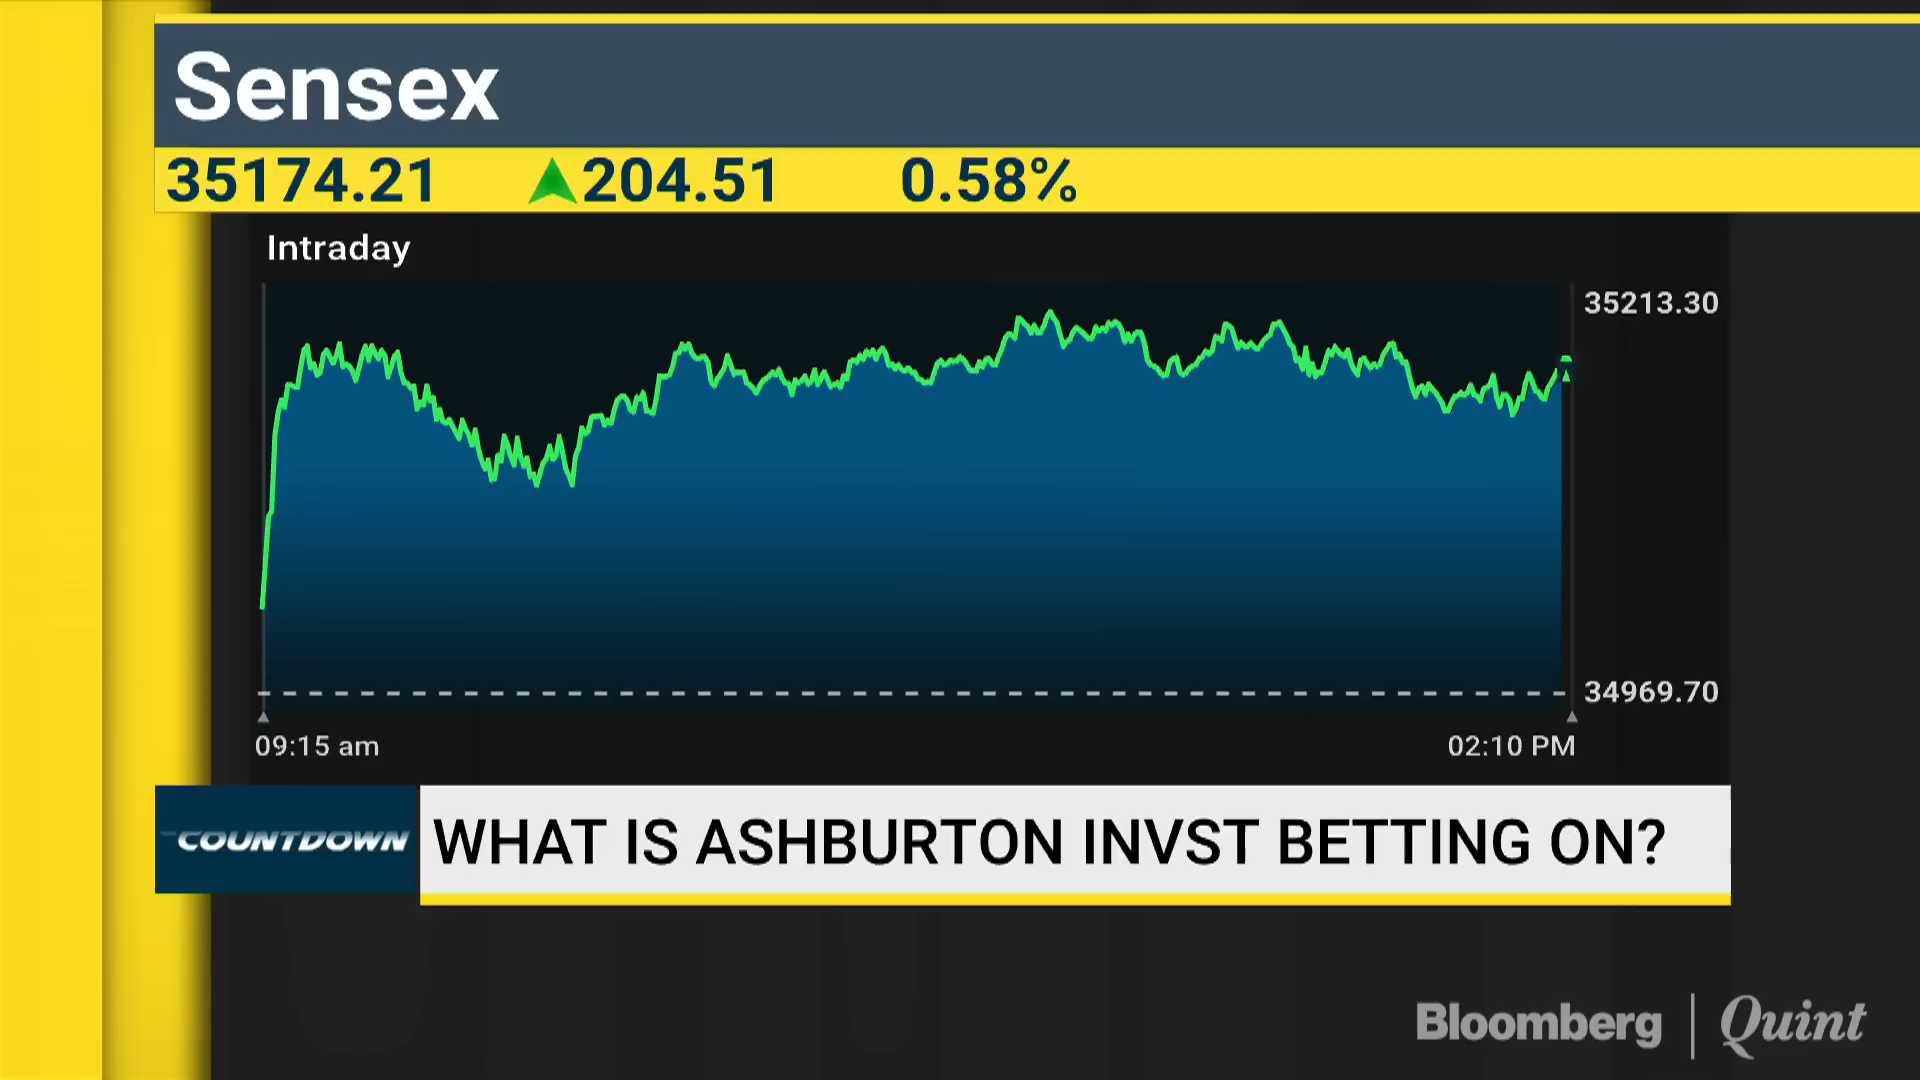 Sensex
35174.21 204.51 0.58%
Intraday
35213.30
34969.70
09:15 am 02:10 PM
COUNTDOWN WHAT IS ASHBURTON INVST BETTING ON?
Bloomberg | Quint